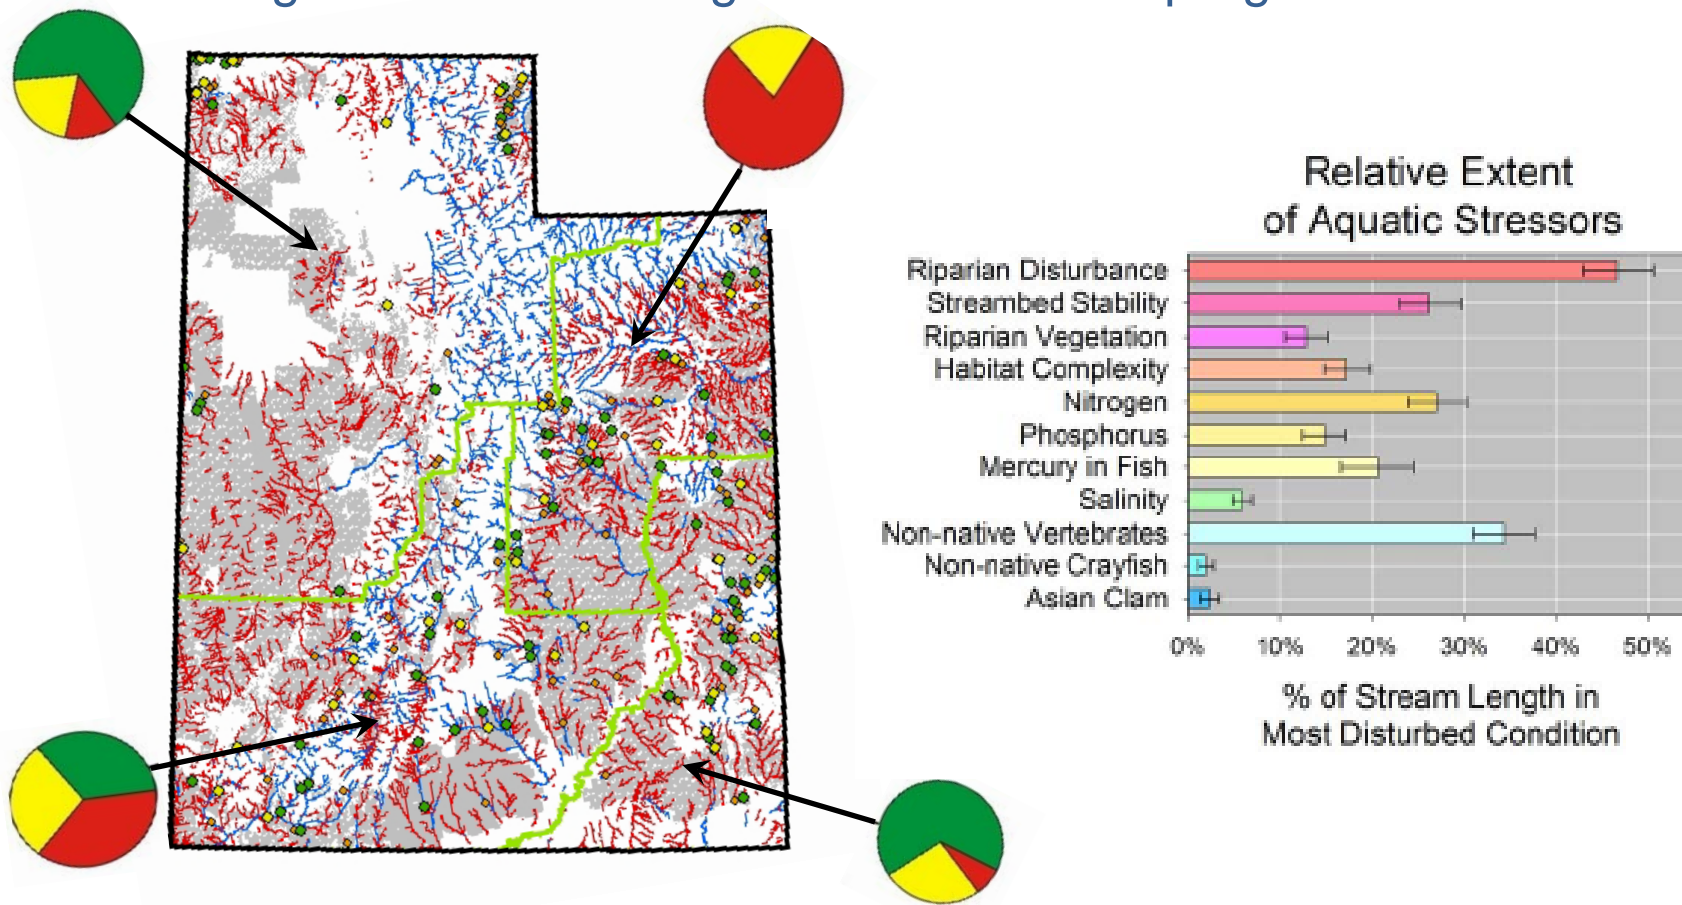 Relative Extent
of Aquatic Stressors
Riparian Disturbance
Streambed Stability
Riparian Vegetation
Habitat Complexity
Nitrogen
Phosphorus
Mercury in Fish
Salinity
Non-native Vertebrates
Non-native Crayfish
Asian Clam
0% 10% 20% 30% 40% 50%
% of Stream Length in
Most Disturbed Condition